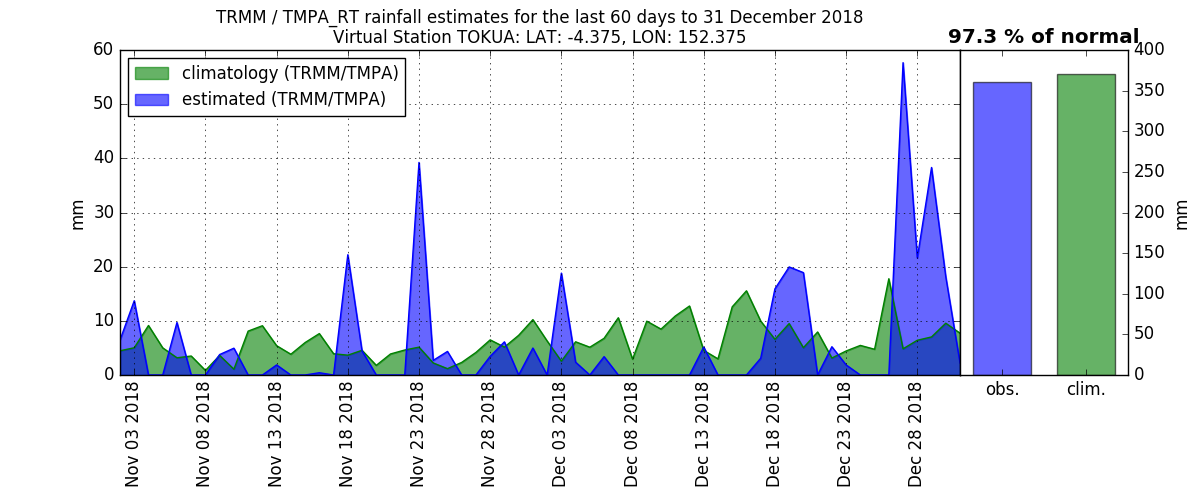 TRMM / TMPA_RT rainfall estimates for the last 60 days to 31 December 2018
Virtual Station TOKUA: LAT: -4.375, LON: 152.375
97.3 % of normal
climatology (TRMM/TMPA)
estimated (TRMM/TMPA)
60
50
40
30
20
10
0
mm
400
350
300
250
200
150
100
50
0
mm
Nov 03 2018
Nov 08 2018
Nov 13 2018
Nov 18 2018
Nov 23 2018
Nov 28 2018
Dec 03 2018
Dec 08 2018
Dec 13 2018
Dec 18 2018
Dec 23 2018
Dec 28 2018
obs.
clim.